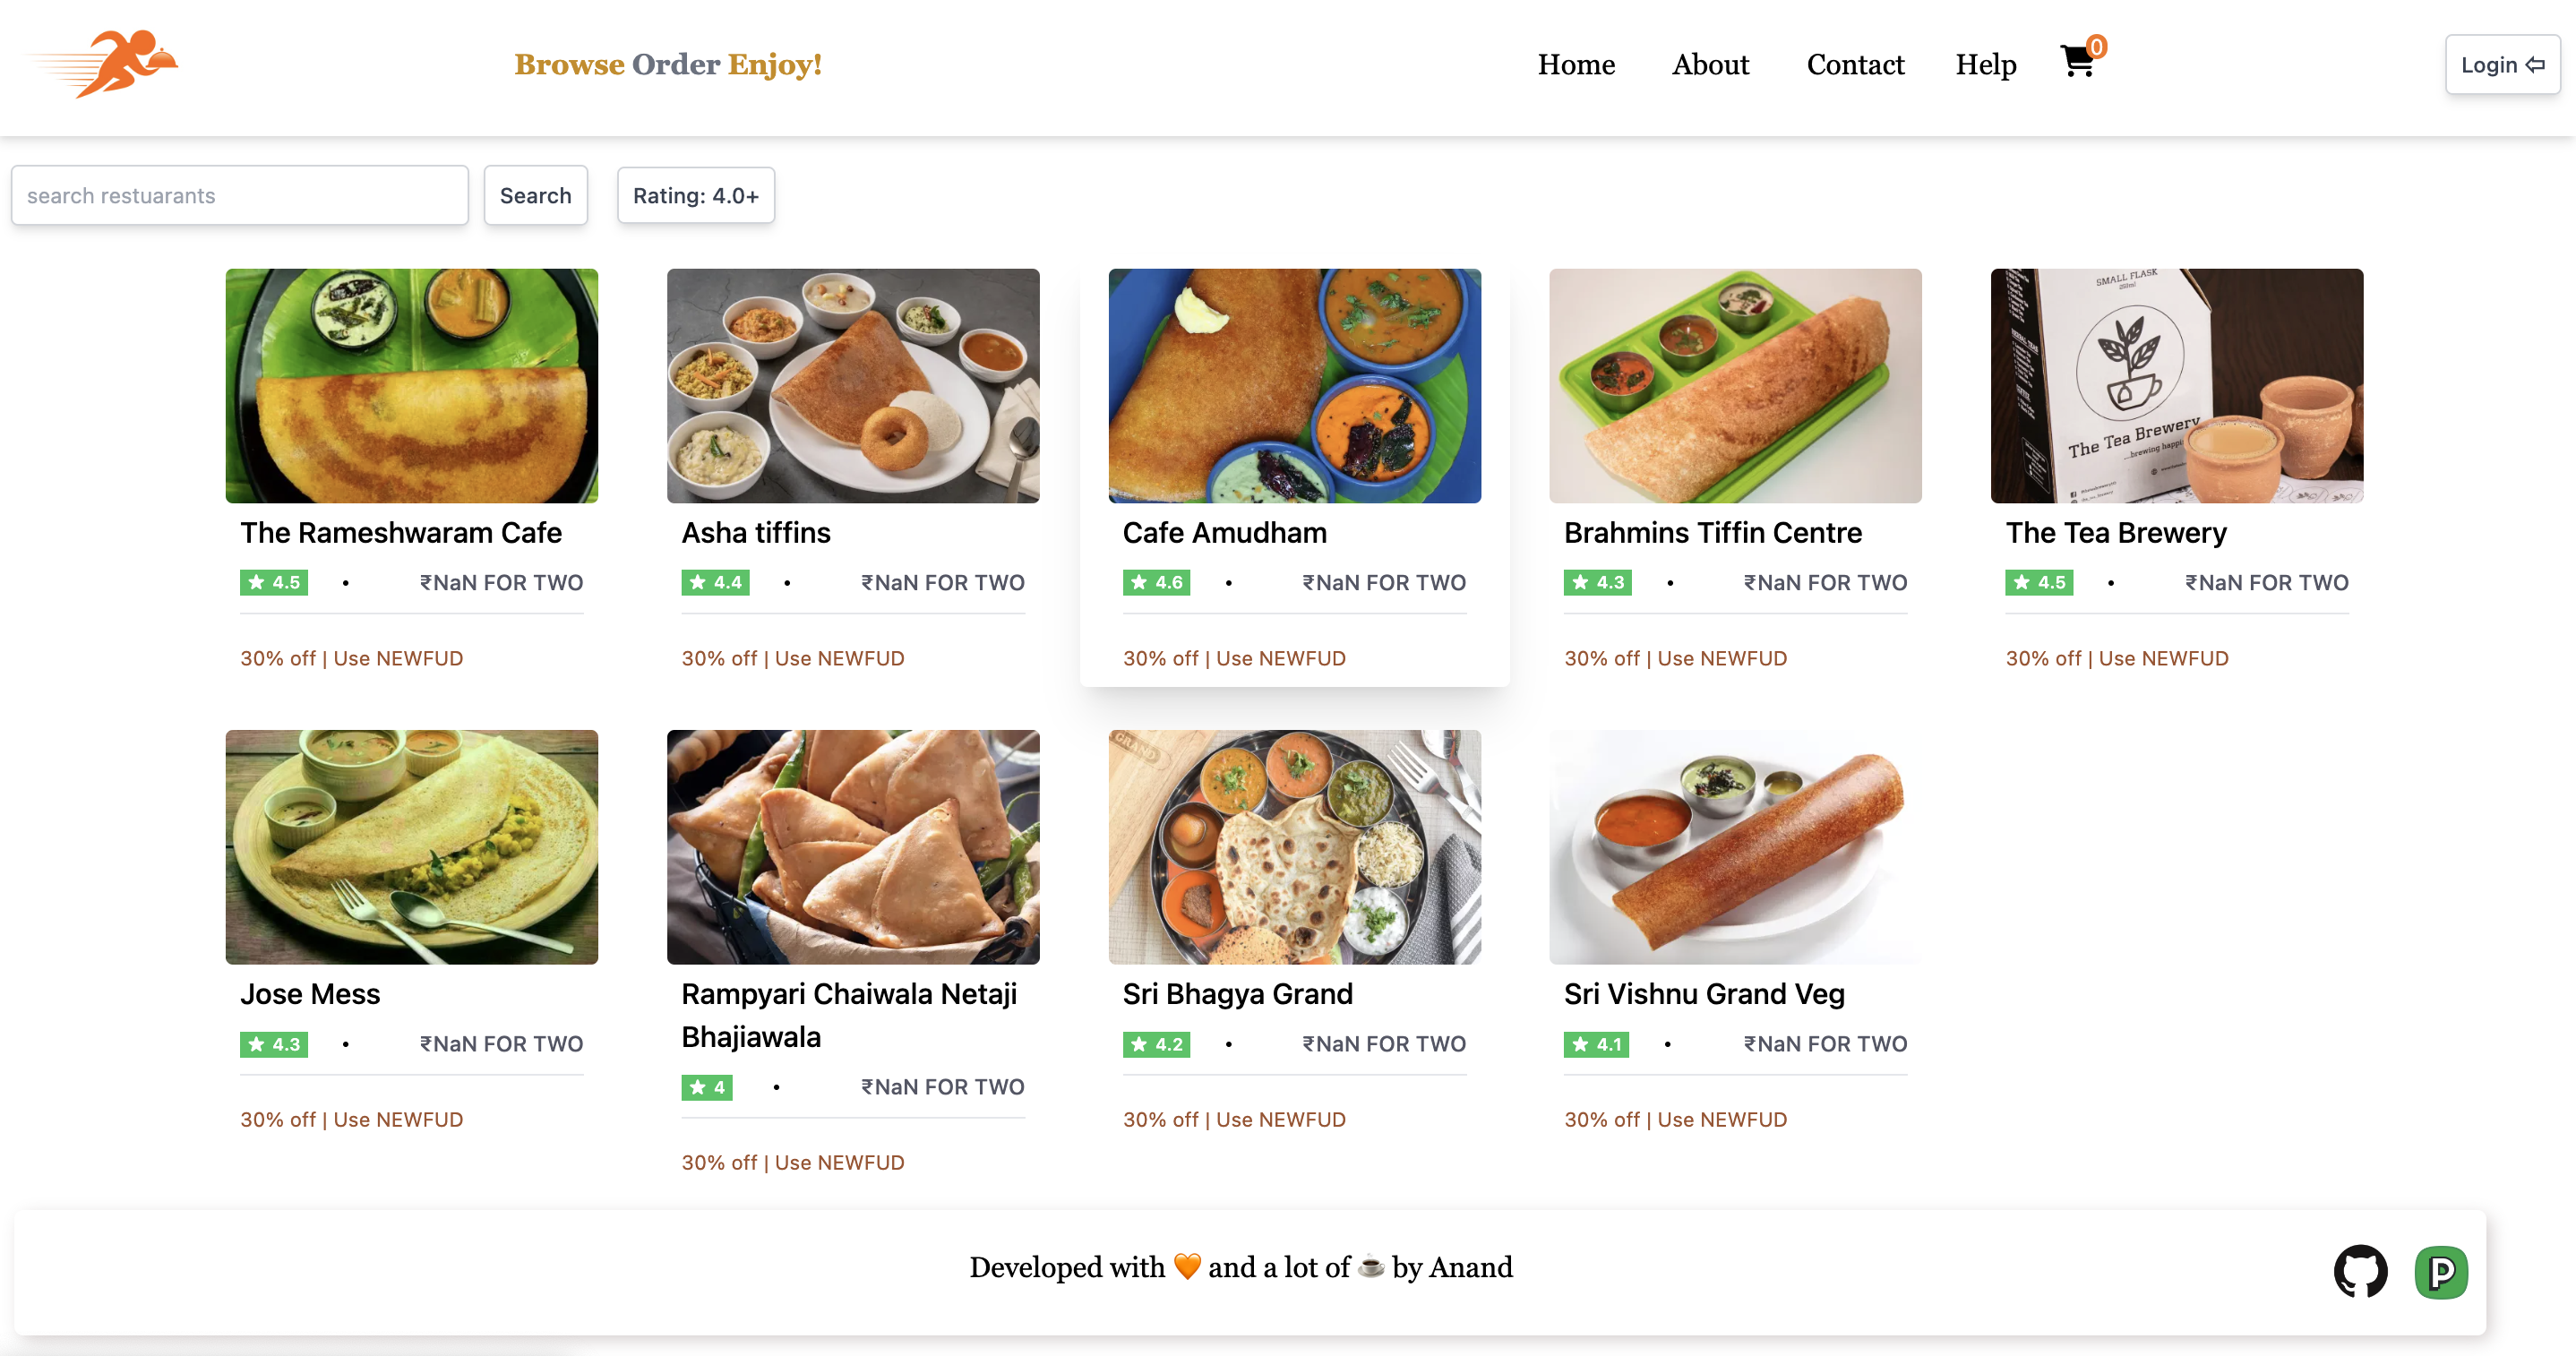 Browse Order Enjoy!
Home About Contact Help 0
Login
search restuarants
Search
Rating: 4.0+
SMALL FLASK
The Tea Brewery
The Rameshwaram Cafe
★ 4.5 • ₹NaN FOR TWO
30% off | Use NEWFUD
Asha tiffins
★ 4.4 • ₹NaN FOR TWO
30% off | Use NEWFUD
Cafe Amudham
★ 4.6 • ₹NaN FOR TWO
30% off | Use NEWFUD
Brahmins Tiffin Centre
★ 4.3 • ₹NaN FOR TWO
30% off | Use NEWFUD
The Tea Brewery
★ 4.5 • ₹NaN FOR TWO
30% off | Use NEWFUD
GRAND
Jose Mess
★ 4.3 • ₹NaN FOR TWO
30% off | Use NEWFUD
Rampyari Chaiwala Netaji
Bhajiawala
★ 4 • ₹NaN FOR TWO
30% off | Use NEWFUD
Sri Bhagya Grand
★ 4.2 • ₹NaN FOR TWO
30% off | Use NEWFUD
Sri Vishnu Grand Veg
★ 4.1 • ₹NaN FOR TWO
30% off | Use NEWFUD
Developed with 🧡 and a lot of ☕ by Anand
P